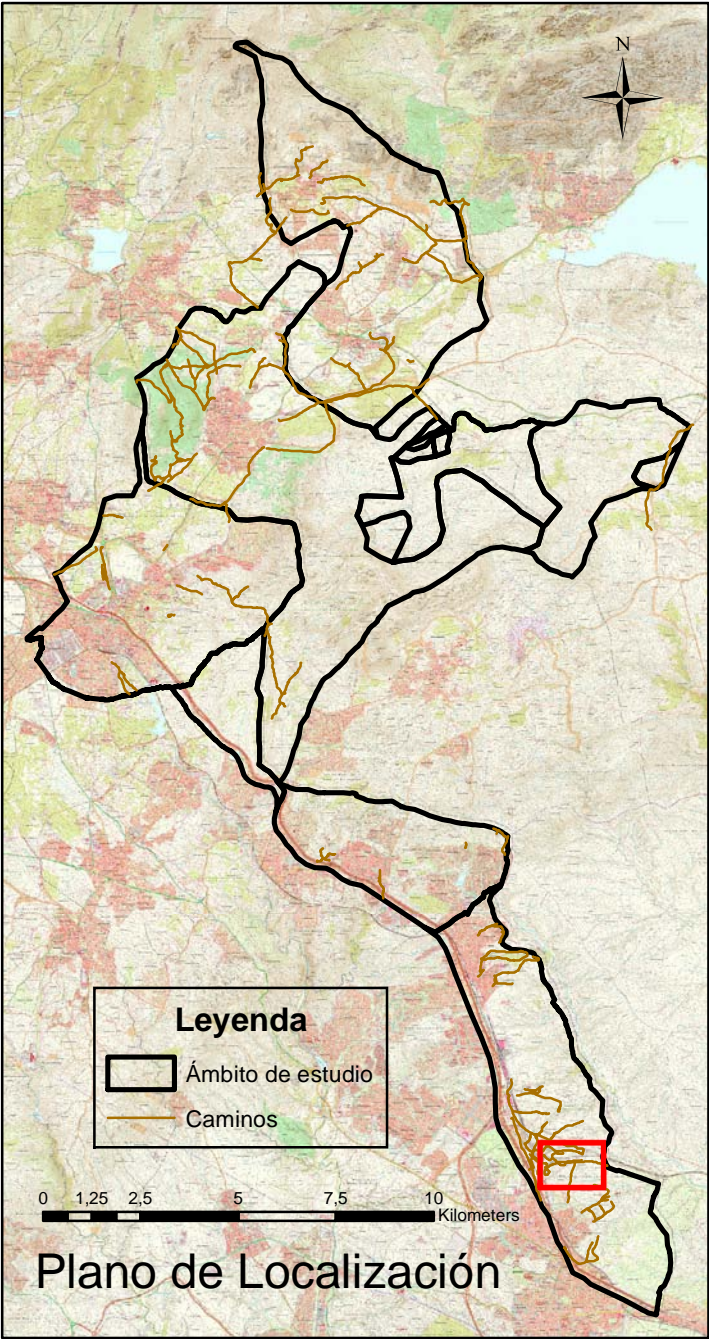 N
Leyenda
Ámbito de estudio
Caminos
0 1,25 2,5 5 7,5 10
Kilometers
Plano de Localización